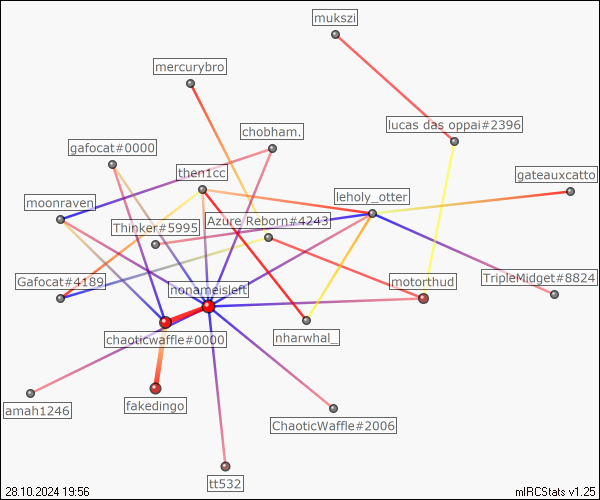 mukszi
mercurybro
lucas das oppai#2396
chobham.
gafocat#0000
then1cc
gateauxcatto
leholy_otter
moonraven
Azure Reborn#4243
Thinker#5995
Gafocat#4189
motorthud
TripleMidget#8824
nonameisleft
chaoticwaffle#0000
nharwhal_
fakedingo
amah1246
ChaoticWaffle#2006
tt532
28.10.2024 19:56
mIRCStats v1.25